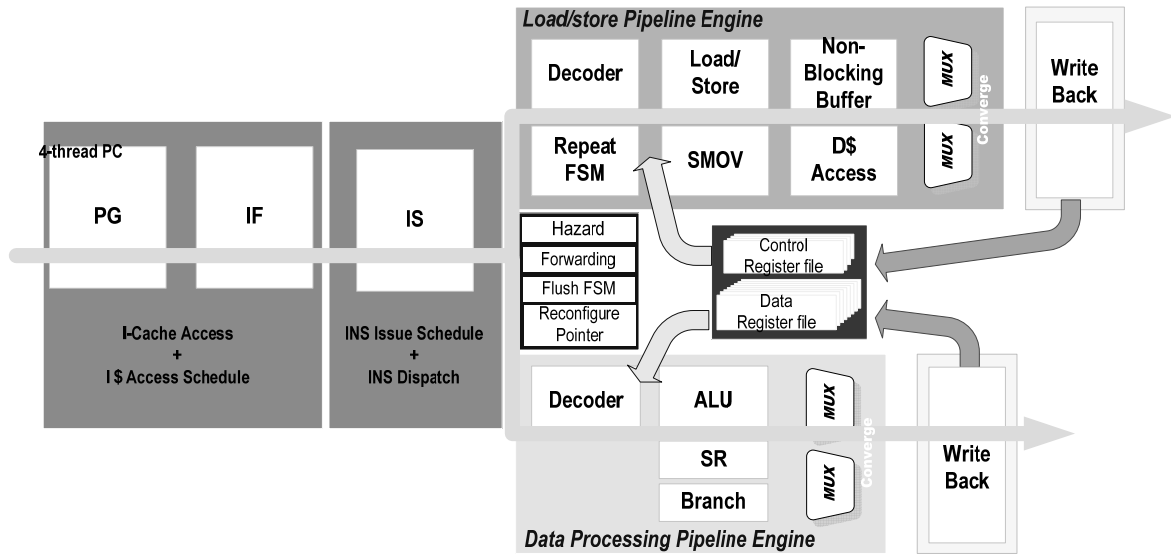 Load/store Pipeline Engine
Decoder
Load/
Store
Non-
Blocking
Buffer
MUX
Converge
Write
Back
Repeat
FSM
SMOV
D$
Access
MUX
4-thread PC
PG
IF
IS
I-Cache Access
+
I $ Access Schedule
INS Issue Schedule
+
INS Dispatch
Hazard
Forwarding
Flush FSM
Reconfigure
Pointer
Control
Register file
Data
Register file
Decoder
ALU
MUX
Converge
SR
Branch
MUX
Write
Back
Data Processing Pipeline Engine